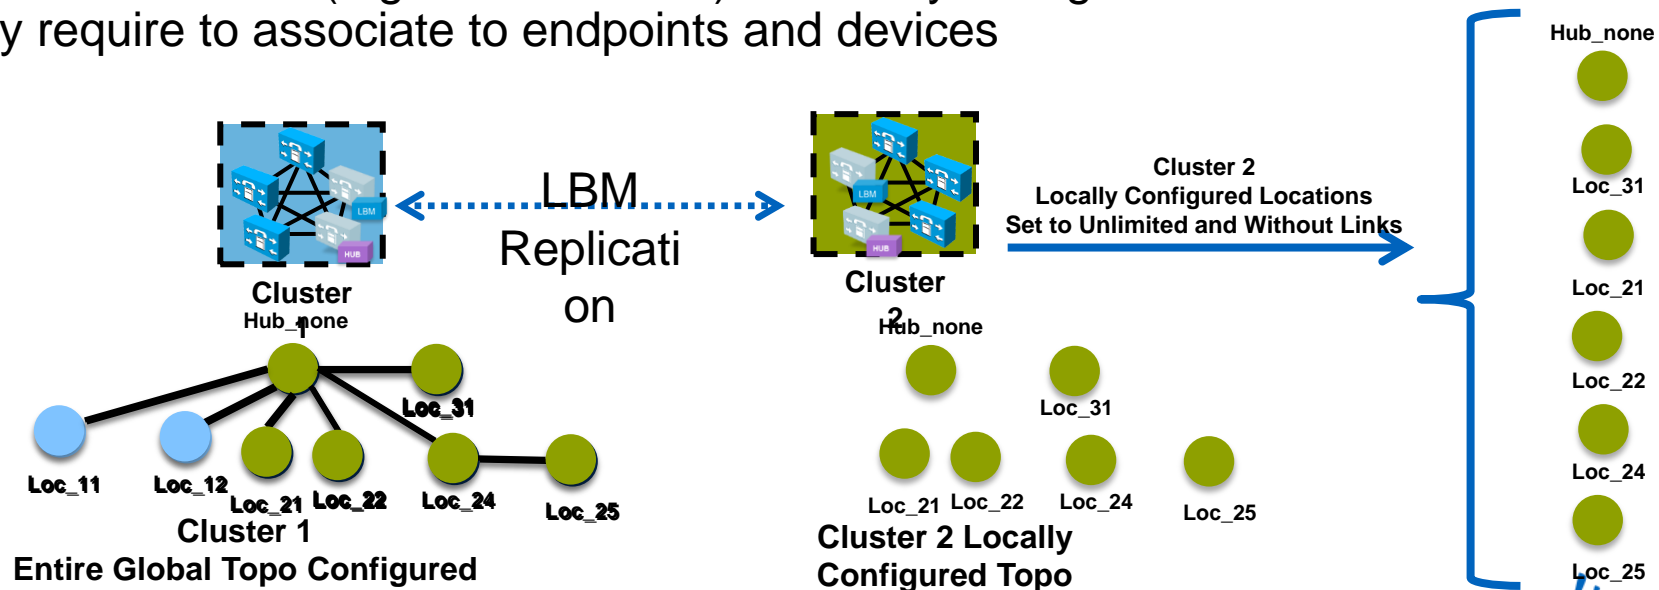 y require to associate to endpoints and devices
Hub_none
Loc_31
Loc_21
Loc_22
Loc_24
Loc_25
LBM
HUB
Cluster
1
Hub_none
LBM
Replicati
on
LBM
HUB
Cluster
2
Hub_none
Cluster 2
Locally Configured Locations
Set to Unlimited and Without Links
Loc_31
Loc_11
Loc_12
Loc_21
Loc_22
Loc_24
Loc_25
Cluster 1
Entire Global Topo Configured
Loc_31
Loc_21
Loc_22
Loc_24
Loc_25
Cluster 2 Locally
Configured Topo